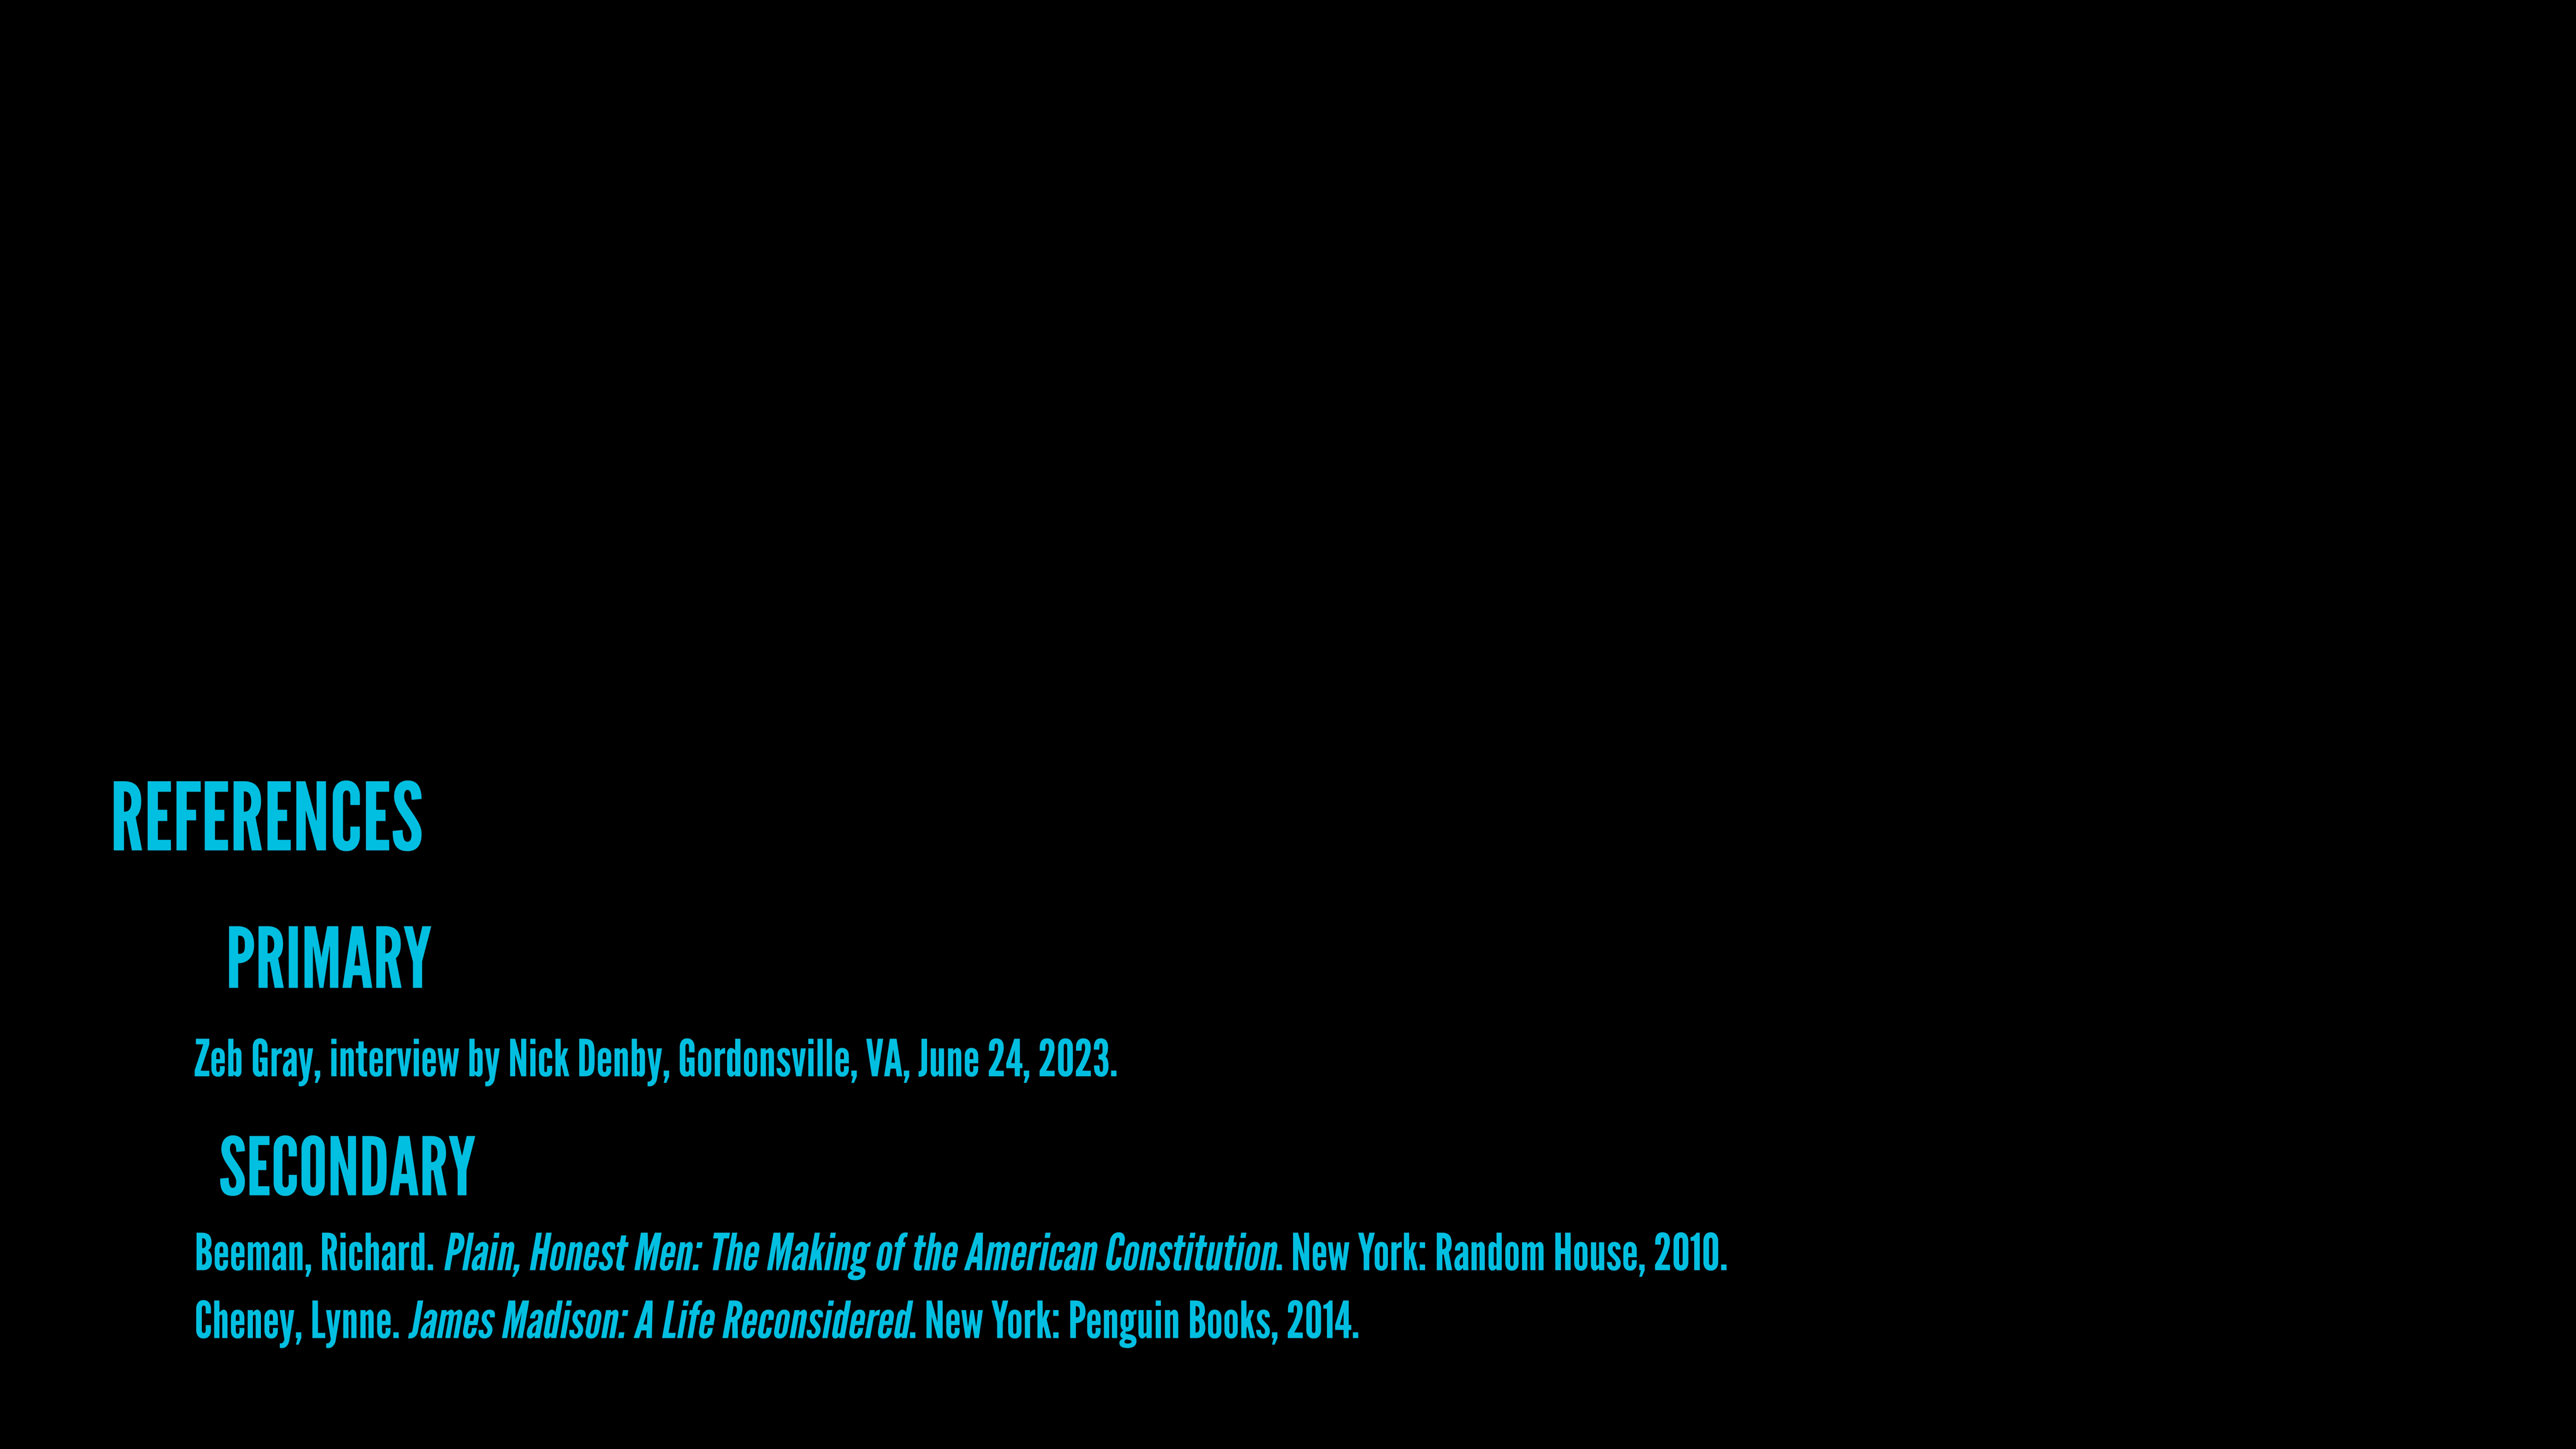 REFERENCES
PRIMARY
Zeb Gray, interview by Nick Denby, Gordonsville, VA, June 24, 2023.
SECONDARY
Beeman, Richard. Plain, Honest Men: The Making of the American Constitution. New York: Random House, 2010.
Cheney, Lynne. James Madison: A Life Reconsidered. New York: Penguin Books, 2014.